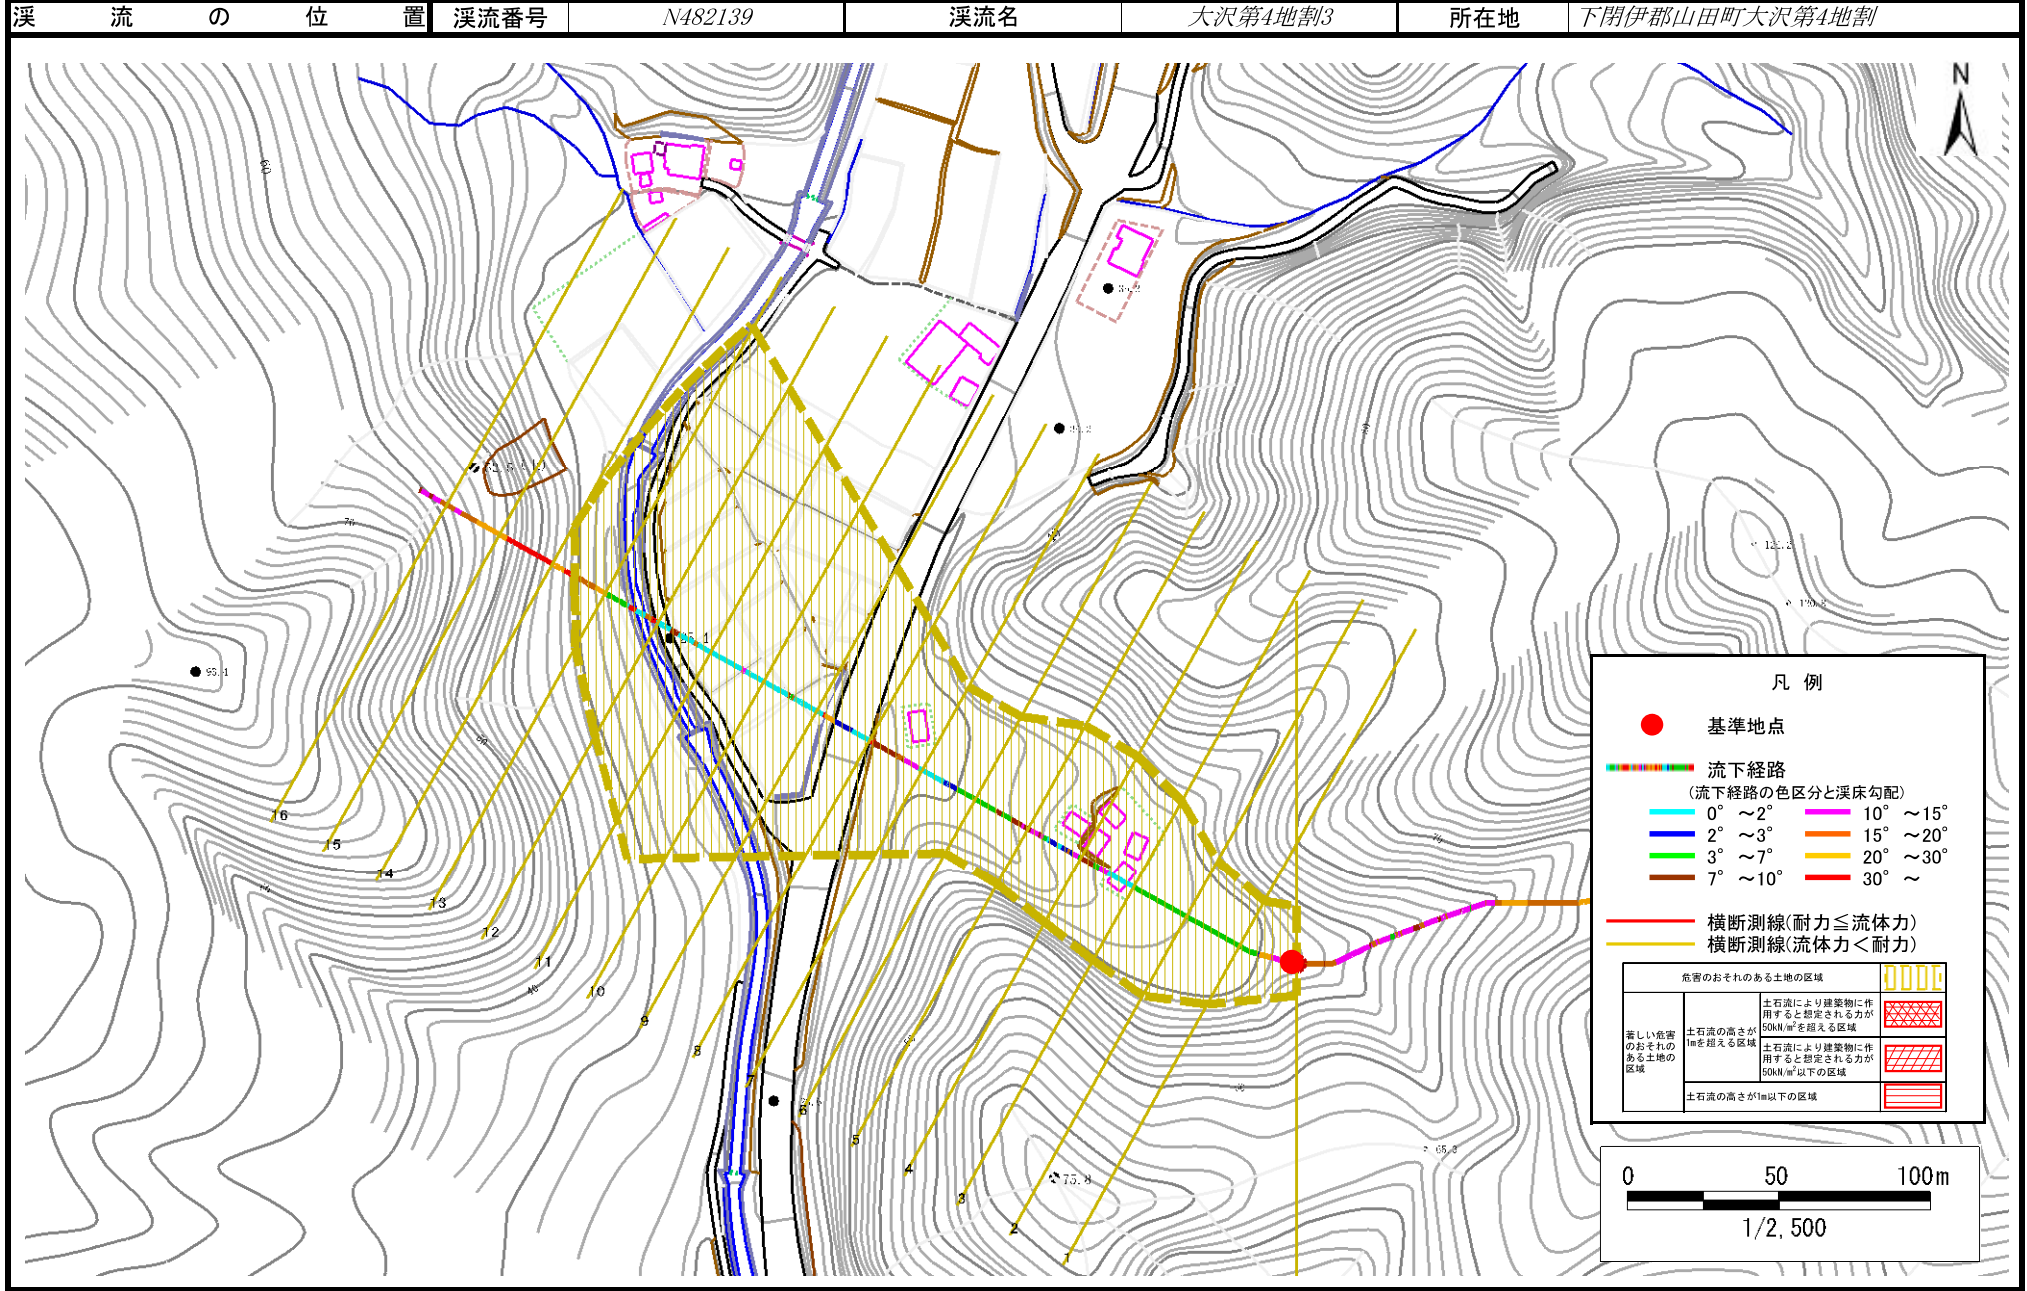 渓流の位置 渓流番号 N482139 渓流名 大沢第4地割3 所在地 下閉伊郡山田町大沢第4地割
N
60
70
95.4
75.8
65.3
16
15
14
13
12
11
10
9
8
7
6
5
4
3
2
1
凡 例
基準地点
流下経路
(流下経路の色区分と渓床勾配)
0° ～2° 10° ～15°
2° ～3° 15° ～20°
3° ～7° 20° ～30°
7° ～10° 30° ～
横断測線(耐力≦流体力)
横断測線(流体力＜耐力)
危害のおそれのある土地の区域
著しい危害
のおそれの
ある土地の
区域
土石流の高さが
1mを超える区域
土石流により建築物に作
用すると想定される力が
50kN/m²を超える区域
土石流により建築物に作
用すると想定される力が
50kN/m²以下の区域
土石流の高さが1m以下の区域
0 50 100m
1/2,500